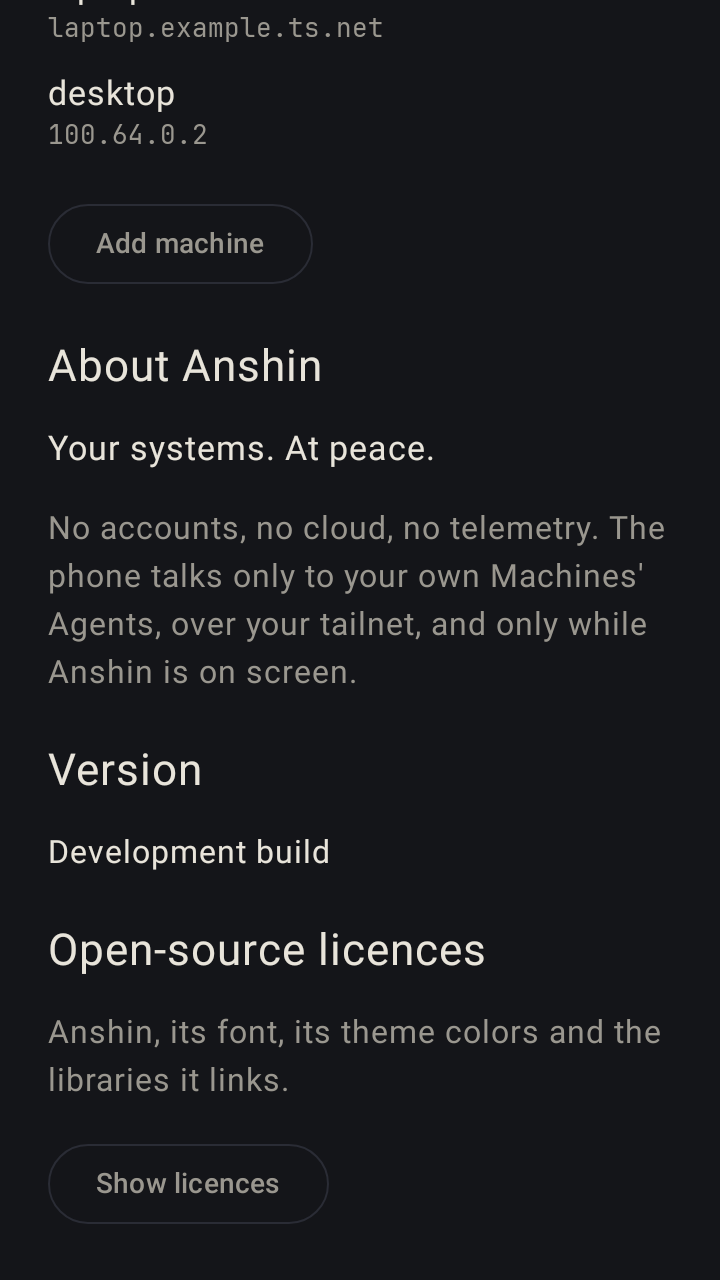 laptop.example.ts.net
desktop
100.64.0.2
Add machine
About Anshin
Your systems. At peace.
No accounts, no cloud, no telemetry. The
phone talks only to your own Machines'
Agents, over your tailnet, and only while
Anshin is on screen.
Version
Development build
Open-source licences
Anshin, its font, its theme colors and the
libraries it links.
Show licences